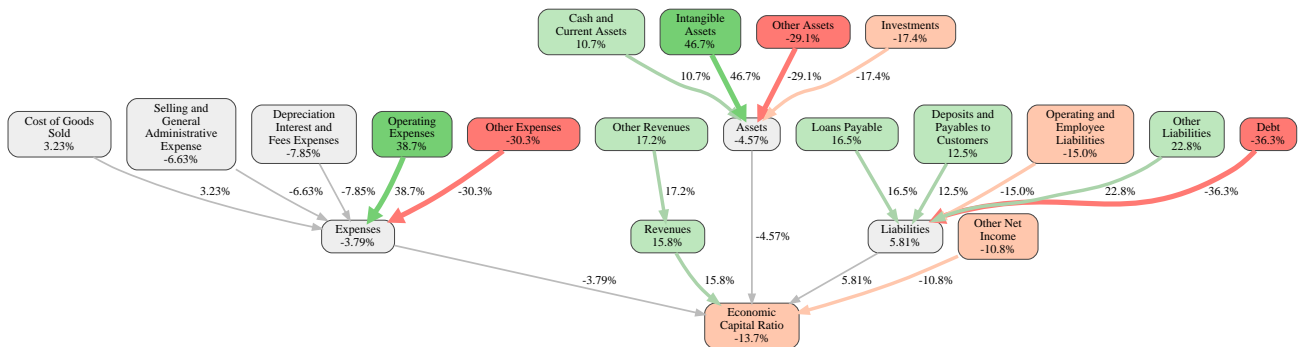 Cash and
Current Assets
10.7%
Intangible
Assets
46.7%
Other Assets
-29.1%
Investments
-17.4%
10.7%
46.7%
-29.1%
-17.4%
Cost of Goods
Sold
3.23%
Selling and
General
Administrative
Expense
-6.63%
Depreciation
Interest and
Fees Expenses
-7.85%
Operating
Expenses
38.7%
Other Expenses
-30.3%
Other Revenues
17.2%
Assets
-4.57%
Loans Payable
16.5%
Deposits and
Payables to
Customers
12.5%
Operating and
Employee
Liabilities
-15.0%
Other
Liabilities
22.8%
Debt
-36.3%
3.23%
-6.63%
-7.85%
38.7%
-30.3%
17.2%
16.5%
12.5%
-15.0%
22.8%
-36.3%
Expenses
-3.79%
Revenues
15.8%
-4.57%
Liabilities
5.81%
Other Net
Income
-10.8%
-3.79%
15.8%
5.81%
-10.8%
Economic
Capital Ratio
-13.7%